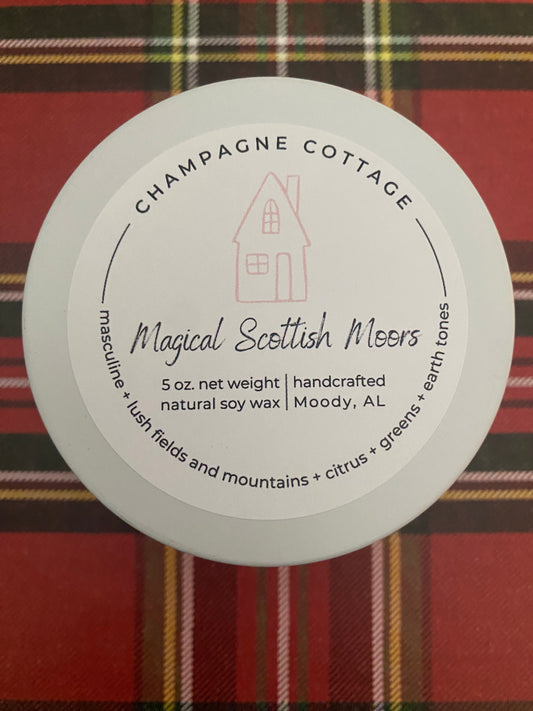 CHAMPAGNE COTTAGE
Magical Scottish Moors
5 oz. net weight | handcrafted
natural soy wax | Moody, AL
masculine + lush fields and mountains + citrus + greens + earth tones